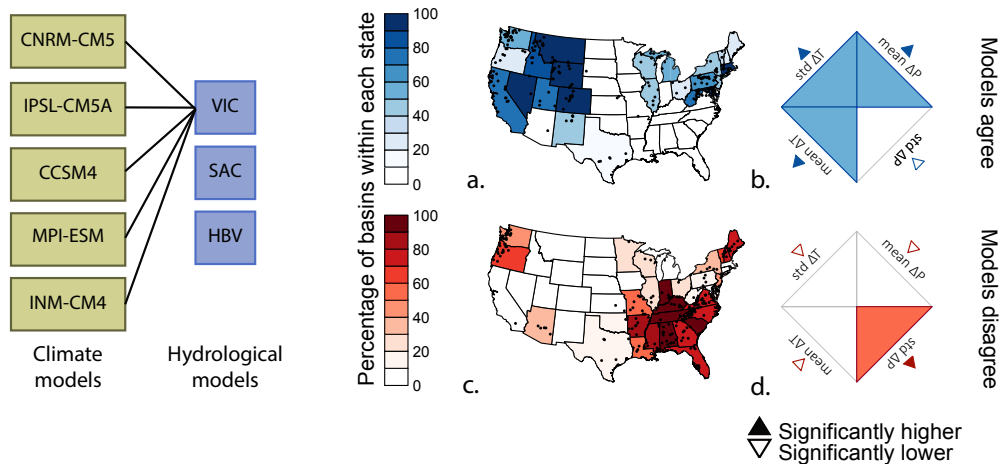 CNRM-CM5
IPSL-CM5A
CCSM4
MPI-ESM
INM-CM4
Climate
models
VIC
SAC
HBV
Hydrological
models
Percentage of basins within each state
100
80
60
40
20
0
a.
std ΔT
mean ΔP
mean ΔT
std ΔP
b.
Models agree
100
80
60
40
20
0
c.
std ΔT
mean ΔP
mean ΔT
std ΔP
d.
Models disagree
Significantly higher
Significantly lower